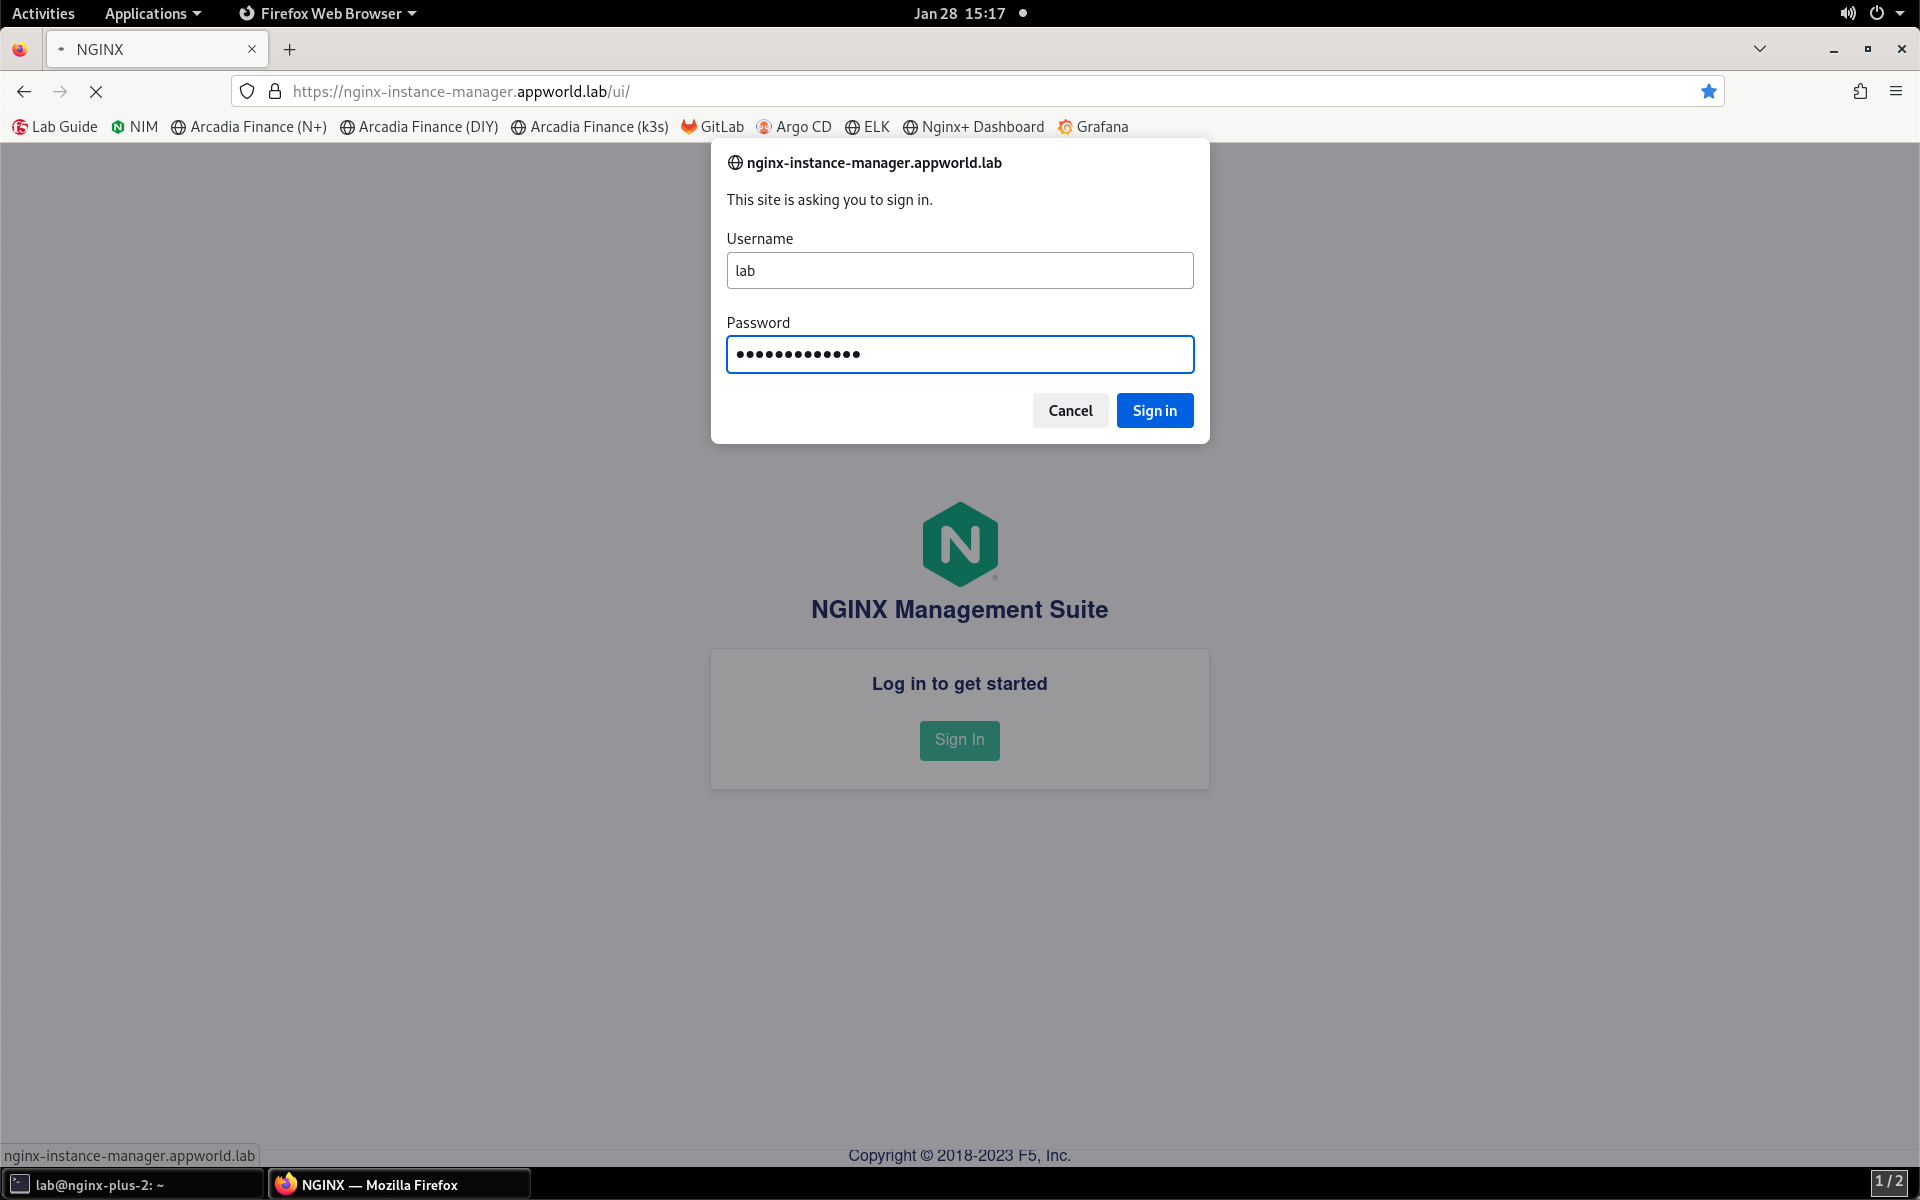 Activities Applications Firefox Web Browser Jan 28 15:17
NGINX
https://nginx-instance-manager.appworld.lab/ui/
Lab Guide NIM Arcadia Finance (N+) Arcadia Finance (DIY) Arcadia Finance (k3s) GitLab Argo CD ELK Nginx+ Dashboard Grafana
nginx-instance-manager.appworld.lab
This site is asking you to sign in.
Username
lab
Password
•••••••••••••
Cancel Sign in
N
NGINX Management Suite
Log in to get started
Sign In
nginx-instance-manager.appworld.lab
Copyright © 2018-2023 F5, Inc.
lab@nginx-plus-2: ~ NGINX — Mozilla Firefox 1 / 2